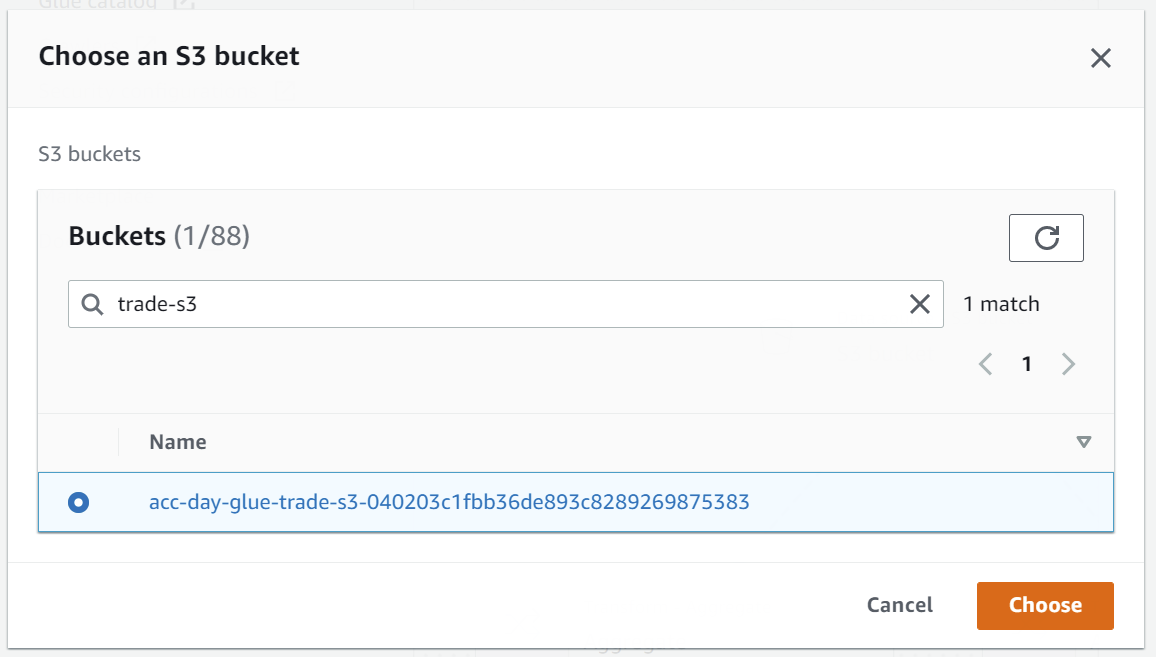 Glue catalog
Choose an S3 bucket
S3 buckets
Buckets (1/88)
trade-s3
1 match
1
Name
acc-day-glue-trade-s3-040203c1fbb36de893c8289269875383
Cancel
Choose
Aggregate